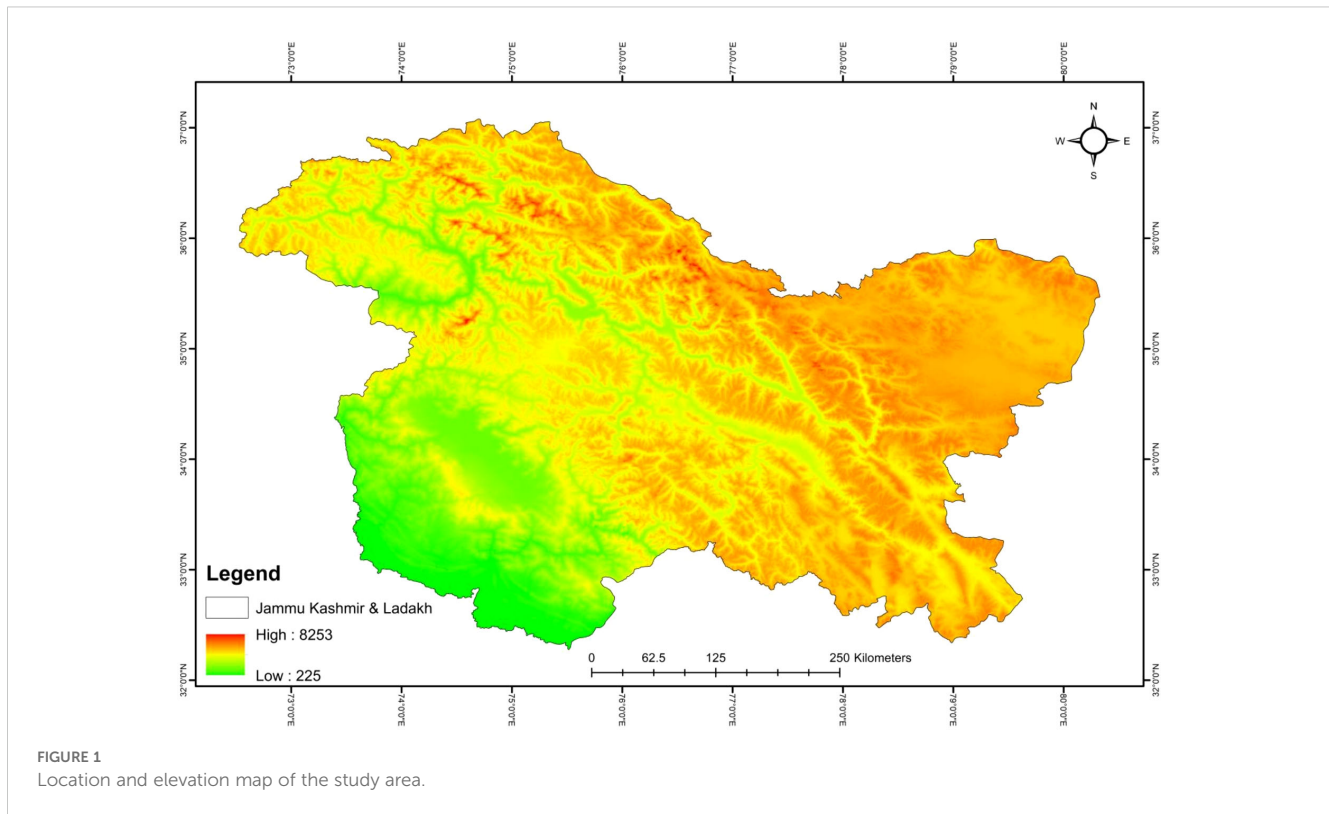 73°0'0"E 74°0'0"E 75°0'0"E 76°0'0"E 77°0'0"E 78°0'0"E 79°0'0"E 80°0'0"E
N
W E
S
37°0'0"N 37°0'0"N
36°0'0"N 36°0'0"N
35°0'0"N 35°0'0"N
34°0'0"N 34°0'0"N
33°0'0"N 33°0'0"N
32°0'0"N 32°0'0"N
Legend
Jammu Kashmir & Ladakh
High : 8253
Low : 225
0 62.5 125 250 Kilometers
73°0'0"E 74°0'0"E 75°0'0"E 76°0'0"E 77°0'0"E 78°0'0"E 79°0'0"E 80°0'0"E
FIGURE 1
Location and elevation map of the study area.